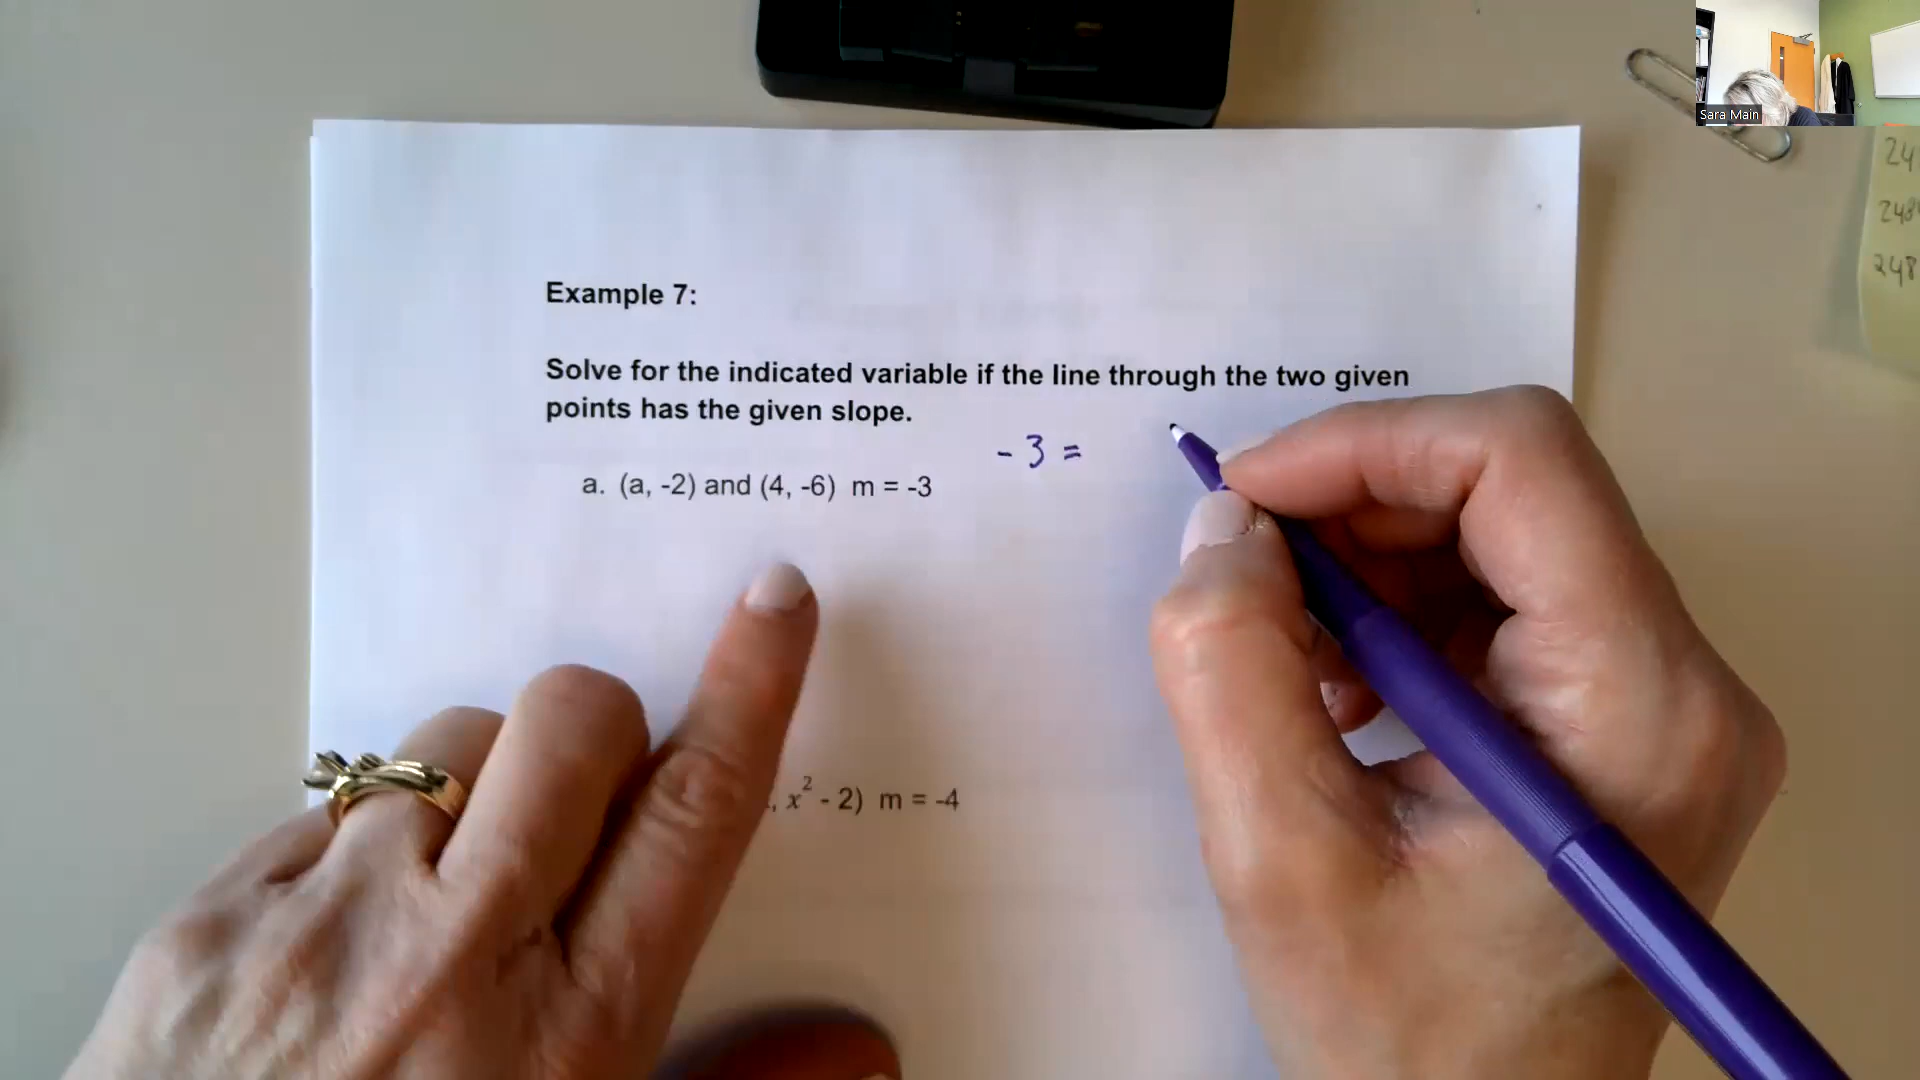 Sara Main
24
248
248
Example 7:
Solve for the indicated variable if the line through the two given
points has the given slope.
-3 =
a. (a, -2) and (4, -6) m = -3
, x² - 2) m = -4